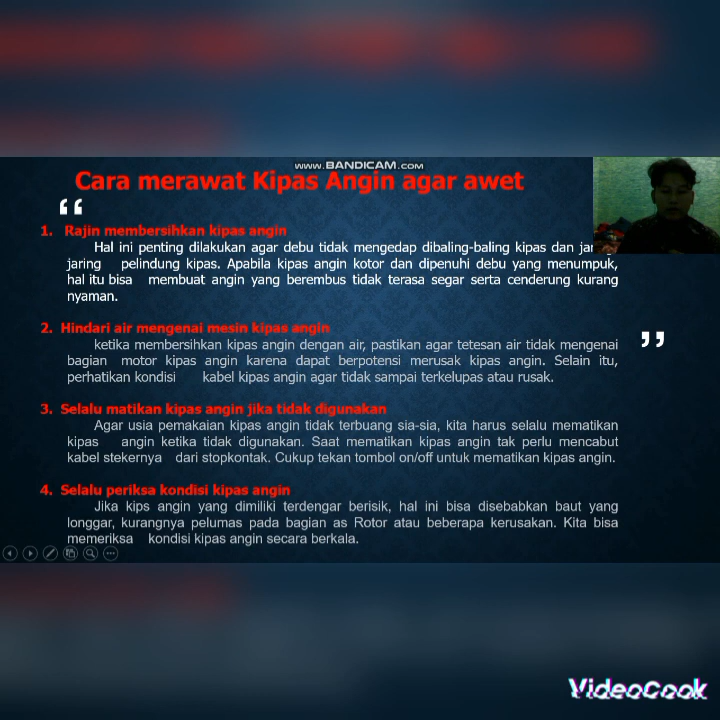 www.BANDICAM.com
Cara merawat Kipas Angin agar awet
“
1. Rajin membersihkan kipas angin
Hal ini penting dilakukan agar debu tidak mengedap dibaling-baling kipas dan
jaring pelindung kipas. Apabila kipas angin kotor dan dipenuhi debu yang menumpuk,
hal itu bisa membuat angin yang berembus tidak terasa segar serta cenderung kurang
nyaman.
2. Hindari air mengenai mesin kipas angin
”
ketika membersihkan kipas angin dengan air, pastikan agar tetesan air tidak mengenai
bagian motor kipas angin karena dapat berpotensi merusak kipas angin. Selain itu,
perhatikan kondisi kabel kipas angin agar tidak sampai terkelupas atau rusak.
3. Selalu matikan kipas angin jika tidak digunakan
Agar usia pemakaian kipas angin tidak terbuang sia-sia, kita harus selalu mematikan
kipas angin ketika tidak digunakan. Saat mematikan kipas angin tak perlu mencabut
kabel stekernya dari stopkontak. Cukup tekan tombol on/off untuk mematikan kipas angin.
4. Selalu periksa kondisi kipas angin
Jika kips angin yang dimiliki terdengar berisik, hal ini bisa disebabkan baut yang
longgar, kurangnya pelumas pada bagian as Rotor atau beberapa kerusakan. Kita bisa
memeriksa kondisi kipas angin secara berkala.
VideoCook